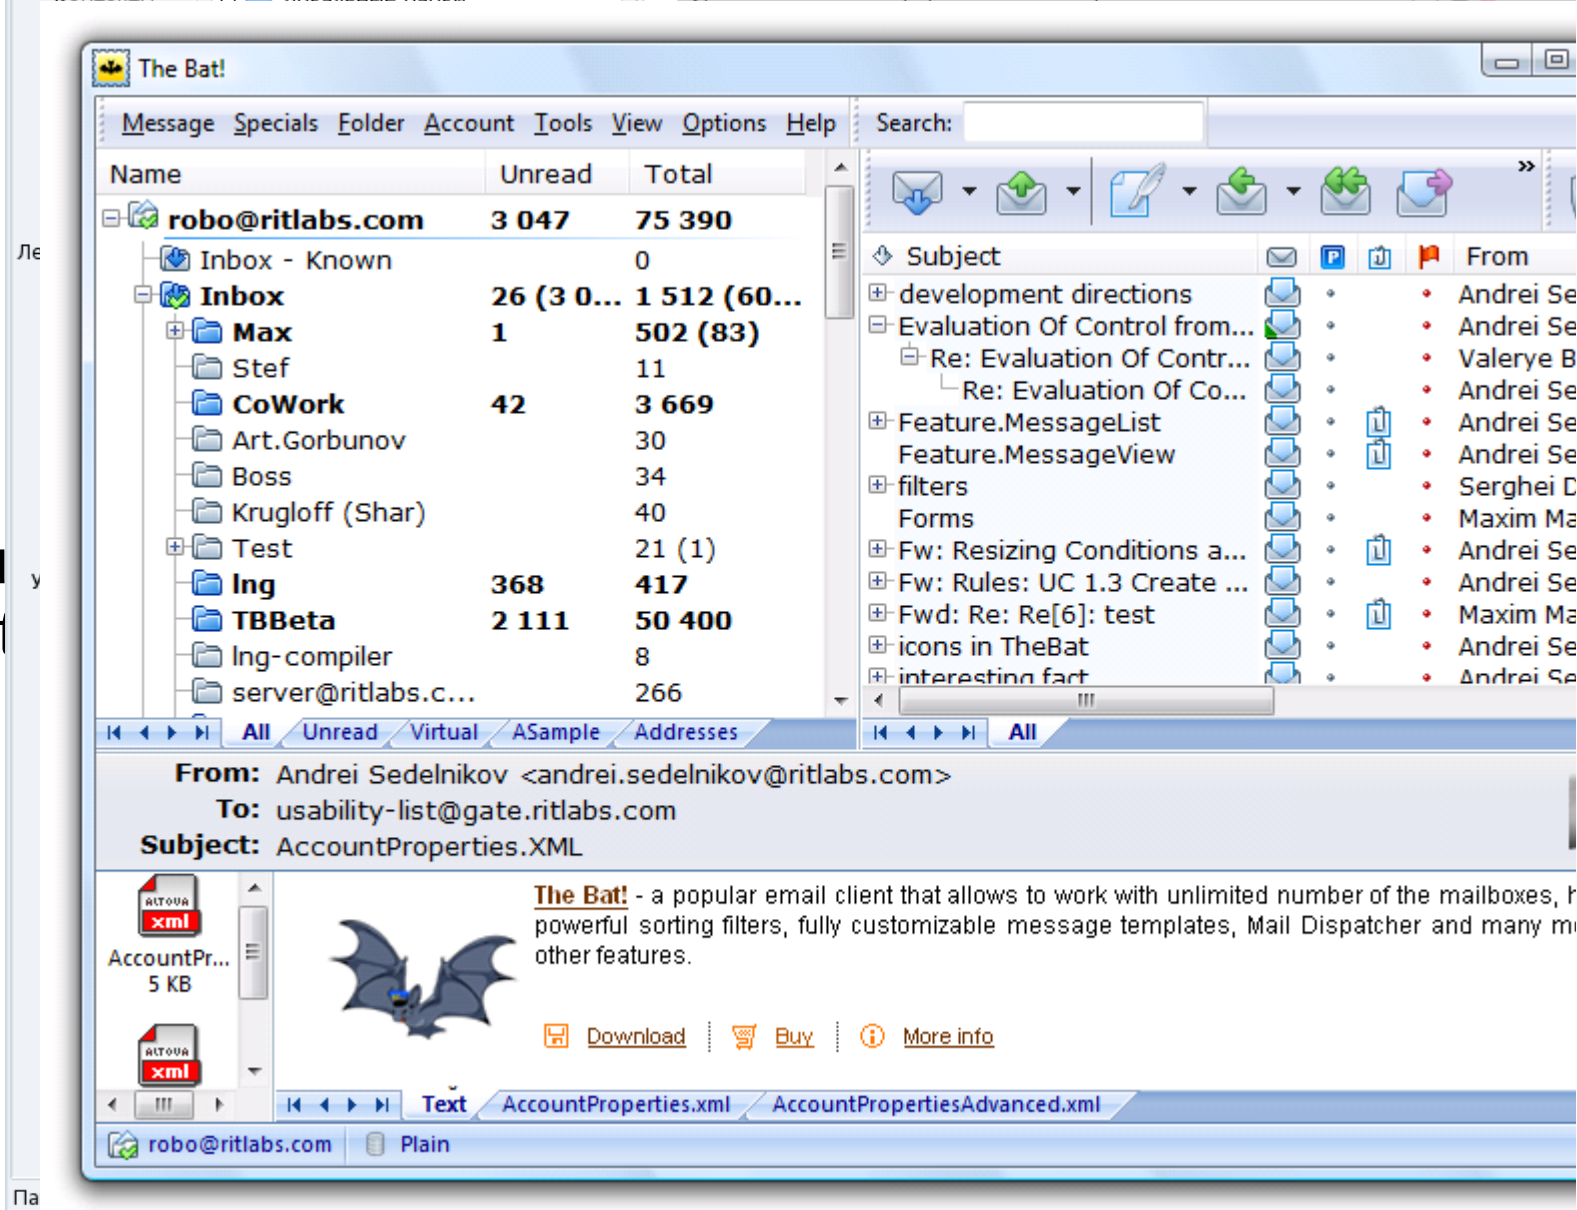 The Bat!
Message Specials Folder Account Tools View Options Help Search:
Name Unread Total
robo@ritlabs.com 3 047 75 390
Inbox - Known 0
Inbox 26 (3 0... 1 512 (60...
Max 1 502 (83)
Stef 11
CoWork 42 3 669
Art.Gorbunov 30
Boss 34
Krugloff (Shar) 40
Test 21 (1)
lng 368 417
TBBeta 2 111 50 400
lng-compiler 8
server@ritlabs.c... 266
All Unread Virtual ASample Addresses
Subject From
development directions Andrei Se
Evaluation Of Control from... Andrei Se
Re: Evaluation Of Contr... Valerye B
Re: Evaluation Of Co... Andrei Se
Feature.MessageList Andrei Se
Feature.MessageView Andrei Se
filters Serghei D
Forms Maxim Ma
Fw: Resizing Conditions a... Andrei Se
Fw: Rules: UC 1.3 Create ... Andrei Se
Fwd: Re: Re[6]: test Maxim Ma
icons in TheBat Andrei Se
interesting fact Andrei Se
All
From: Andrei Sedelnikov <andrei.sedelnikov@ritlabs.com>
To: usability-list@gate.ritlabs.com
Subject: AccountProperties.XML
ALTOVA
xml
AccountPr...
5 KB
ALTOVA
xml
The Bat! - a popular email client that allows to work with unlimited number of the mailboxes, h
powerful sorting filters, fully customizable message templates, Mail Dispatcher and many mo
other features.
Download Buy More info
Text AccountProperties.xml AccountPropertiesAdvanced.xml
robo@ritlabs.com Plain
Ле
у
Па